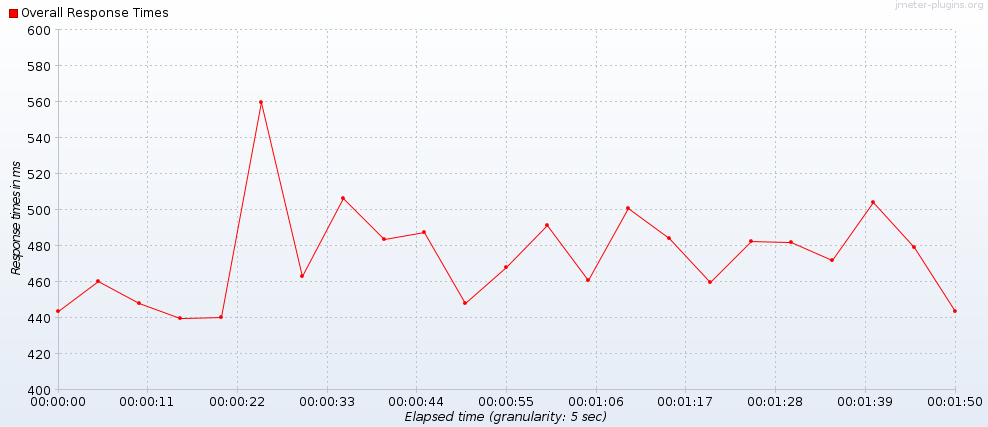 jmeter-plugins.org
Overall Response Times
600
580
560
540
520
500
480
460
440
420
400
Response times in ms
00:00:00 00:00:11 00:00:22 00:00:33 00:00:44 00:00:55 00:01:06 00:01:17 00:01:28 00:01:39 00:01:50
Elapsed time (granularity: 5 sec)